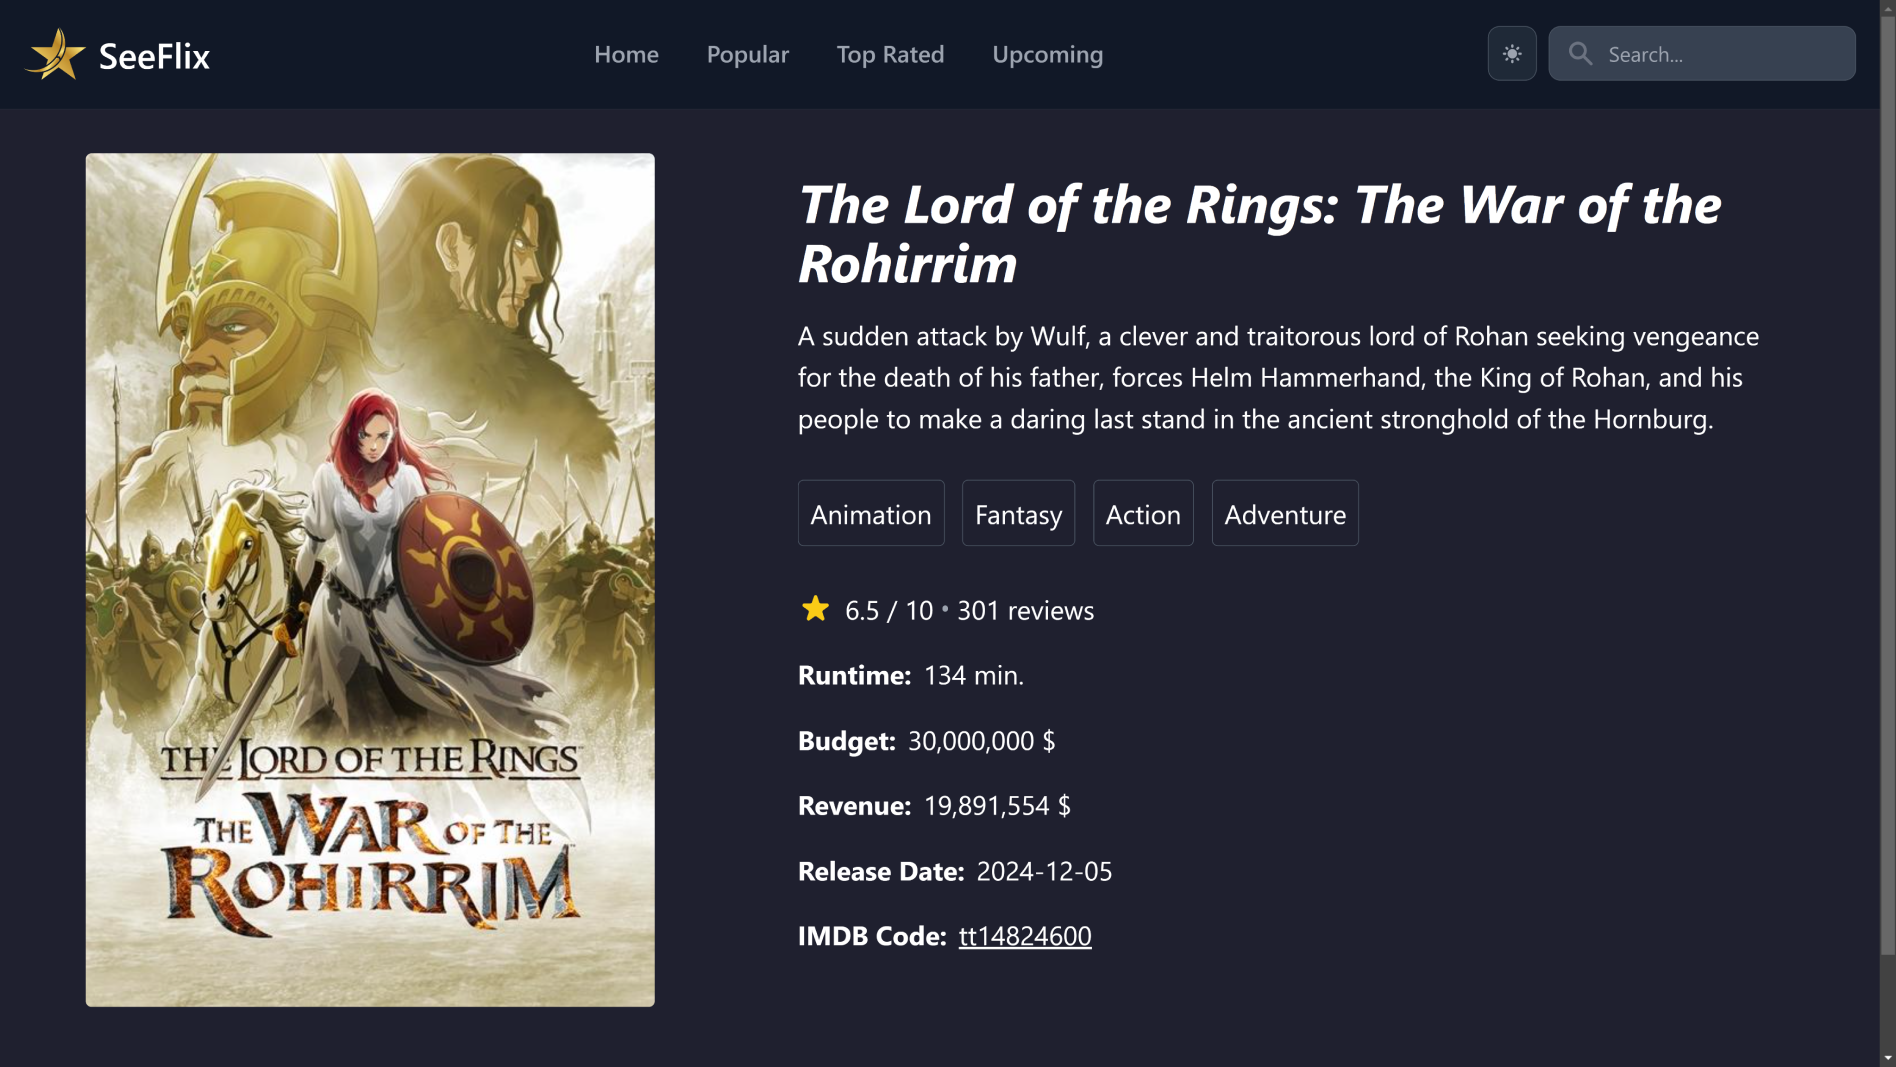 SeeFlix
Home
Popular
Top Rated
Upcoming
Search...
The Lord of the Rings: The War of the
Rohirrim
A sudden attack by Wulf, a clever and traitorous lord of Rohan seeking vengeance
for the death of his father, forces Helm Hammerhand, the King of Rohan, and his
people to make a daring last stand in the ancient stronghold of the Hornburg.
Animation
Fantasy
Action
Adventure
6.5 / 10 • 301 reviews
Runtime: 134 min.
Budget: 30,000,000 $
Revenue: 19,891,554 $
Release Date: 2024-12-05
IMDB Code: tt14824600
THE LORD OF THE RINGS
THE WAR OF THE
ROHIRRIM